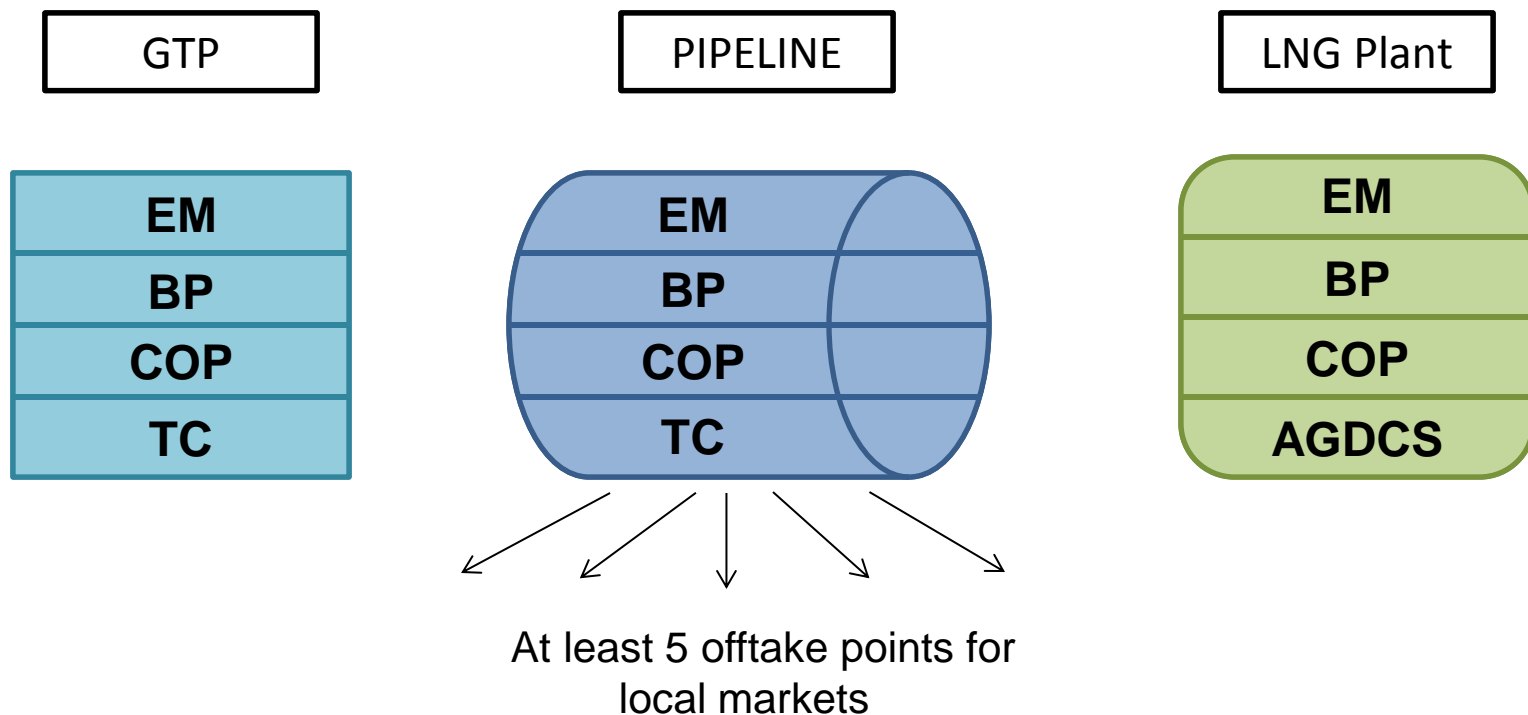 GTP
PIPELINE
LNG Plant
EM
BP
COP
TC
EM
BP
COP
TC
EM
BP
COP
AGDCS
At least 5 offtake points for
local markets